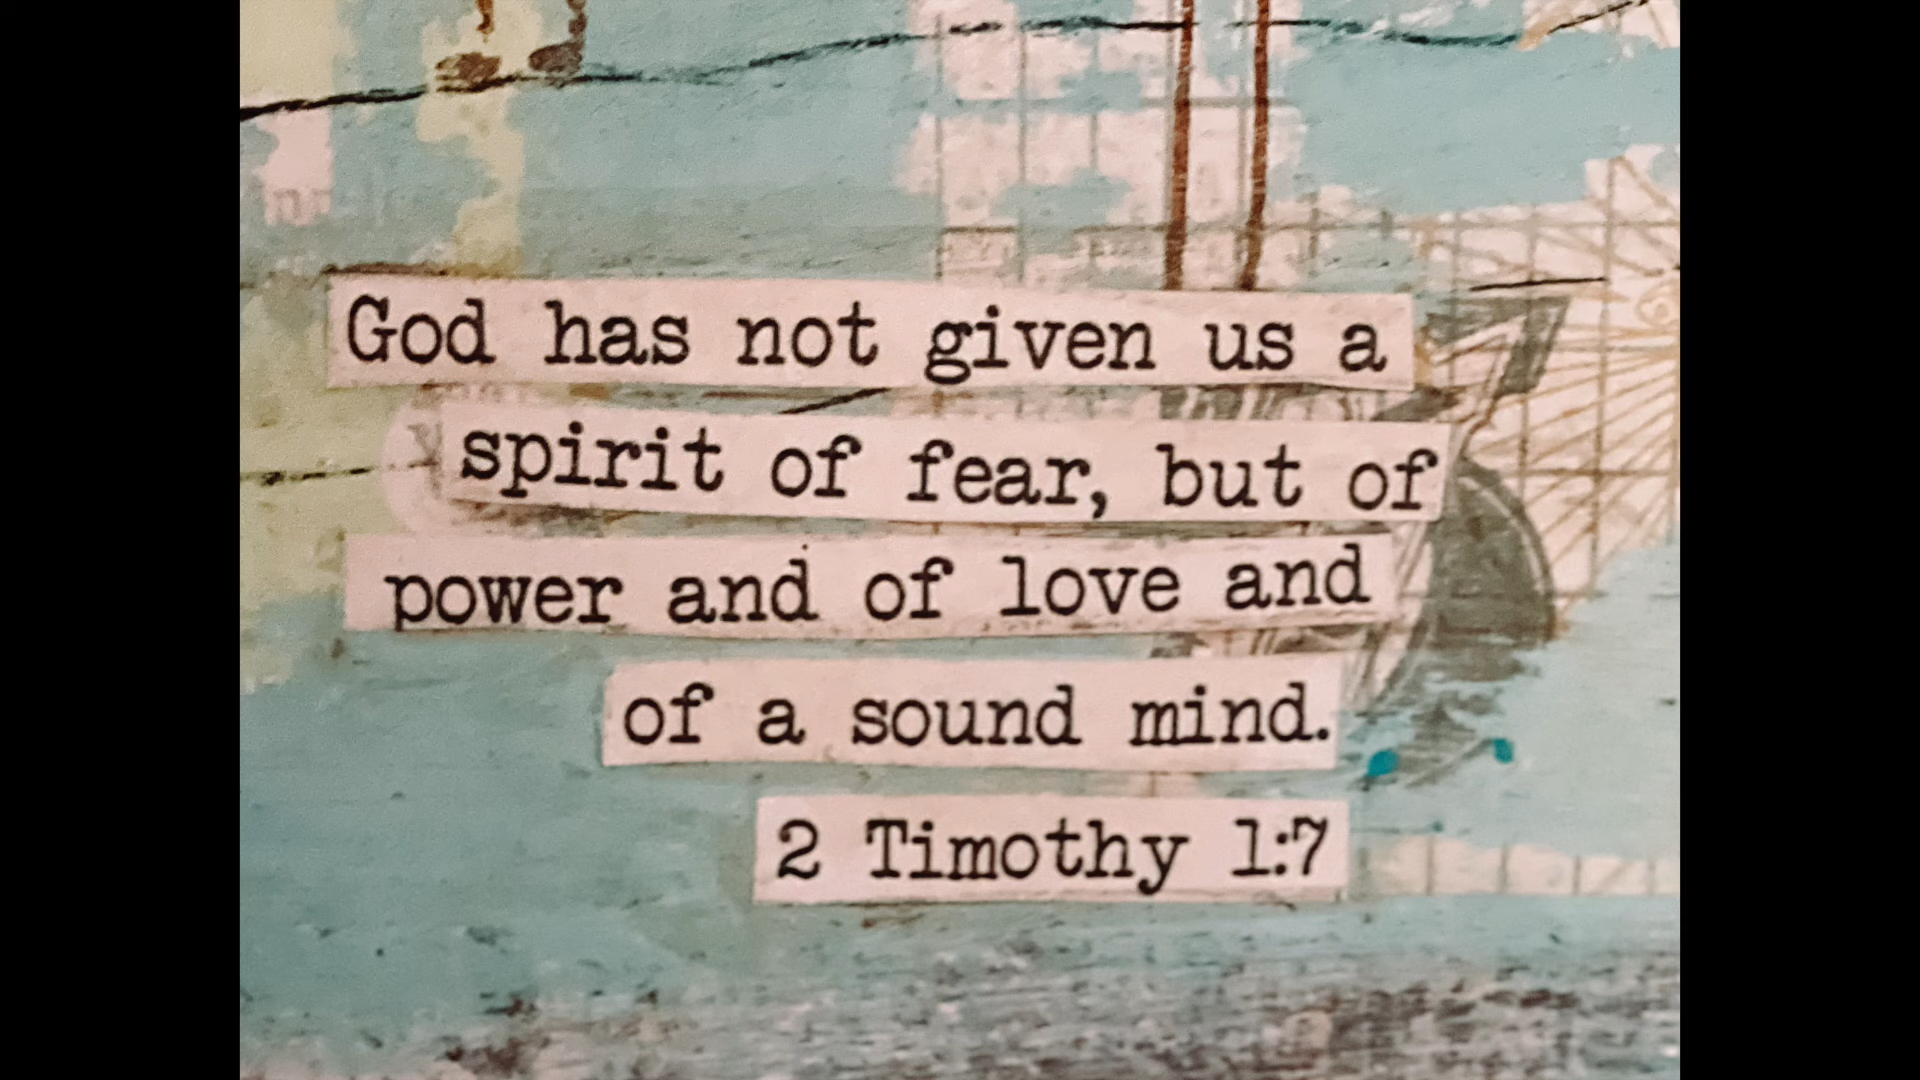 God has not given us a
spirit of fear, but of
power and of love and
of a sound mind.
2 Timothy 1:7